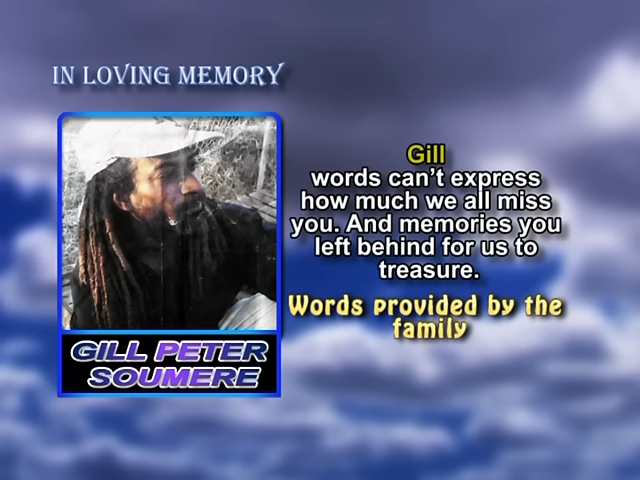 IN LOVING MEMORY
Gill
words can't express
how much we all miss
you. And memories you
left behind for us to
treasure.
Words provided by the
family
GILL PETER
SOUMERE